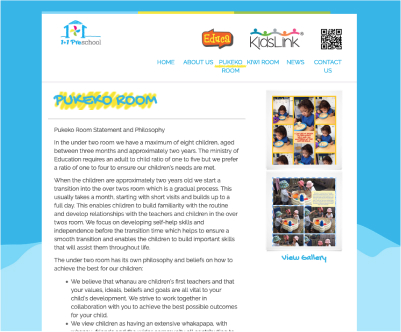 1•1 Preschool
Educa
KidsLink
HOME
ABOUT US
PUKEKO ROOM
KIWI ROOM
NEWS
CONTACT US
PUKEKO ROOM
Pukeko Room Statement and Philosophy
In the under two room we have a maximum of eight children, aged
between three months and approximately two years. The ministry of
Education requires an adult to child ratio of one to five but we prefer
a ratio of one to four to ensure our children's needs are met.
When the children are approximately two years old we start a
transition into the over twos room which is a gradual process. This
usually takes a month, starting with short visits and builds up to a
full day. This enables children to build familiarity with the routine
and develop relationships with the teachers and children in the over
twos room. We focus on developing self-help skills and
independence before the transition time which helps to ensure a
smooth transition and enables the children to build important skills
that will assist them throughout life.
The under two room has its own philosophy and beliefs on how to
achieve the best for our children:
• We believe that whanau are children's first teachers and that
your values, ideals, beliefs and goals are all vital to your
child's development. We strive to work together in
collaboration with you to achieve the best possible outcomes
for your child.
• We view children as having an extensive whakapapa, with
View Gallery